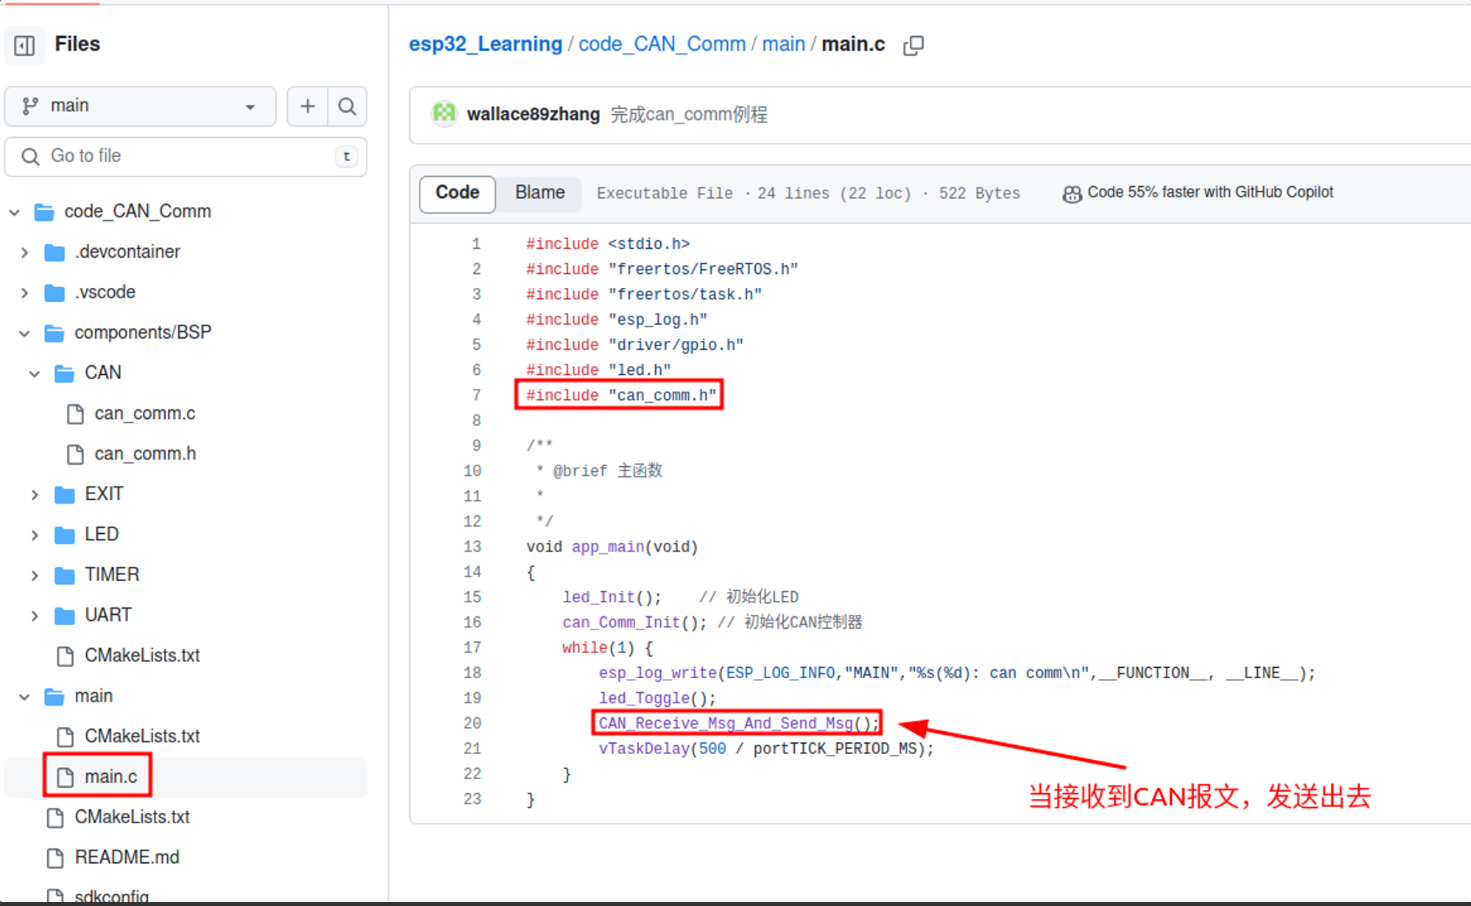 Files
main
Go to file
t
code_CAN_Comm
.devcontainer
.vscode
components/BSP
CAN
can_comm.c
can_comm.h
EXIT
LED
TIMER
UART
CMakeLists.txt
main
CMakeLists.txt
main.c
CMakeLists.txt
README.md
sdkconfig
esp32_Learning / code_CAN_Comm / main / main.c
wallace89zhang 完成can_comm例程
Code Blame Executable File · 24 lines (22 loc) · 522 Bytes Code 55% faster with GitHub Copilot
1 #include <stdio.h>
2 #include "freertos/FreeRTOS.h"
3 #include "freertos/task.h"
4 #include "esp_log.h"
5 #include "driver/gpio.h"
6 #include "led.h"
7 #include "can_comm.h"
8
9 /**
10 * @brief 主函数
11 *
12 */
13 void app_main(void)
14 {
15 led_Init(); // 初始化LED
16 can_Comm_Init(); // 初始化CAN控制器
17 while(1) {
18 esp_log_write(ESP_LOG_INFO,"MAIN","%s(%d): can comm\n",__FUNCTION__, __LINE__);
19 led_Toggle();
20 CAN_Receive_Msg_And_Send_Msg();
21 vTaskDelay(500 / portTICK_PERIOD_MS);
22 }
23 }
当接收到CAN报文，发送出去